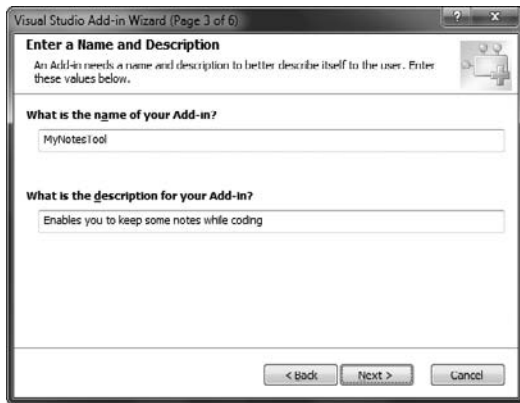 Visual Studio Add-in Wizard (Page 3 of 6)
Enter a Name and Description
An Add-in needs a name and description to better describe itself to the user. Enter
these values below.
What is the name of your Add-in?
MyNotesTool
What is the description for your Add-in?
Enables you to keep some notes while coding
< Back Next > Cancel